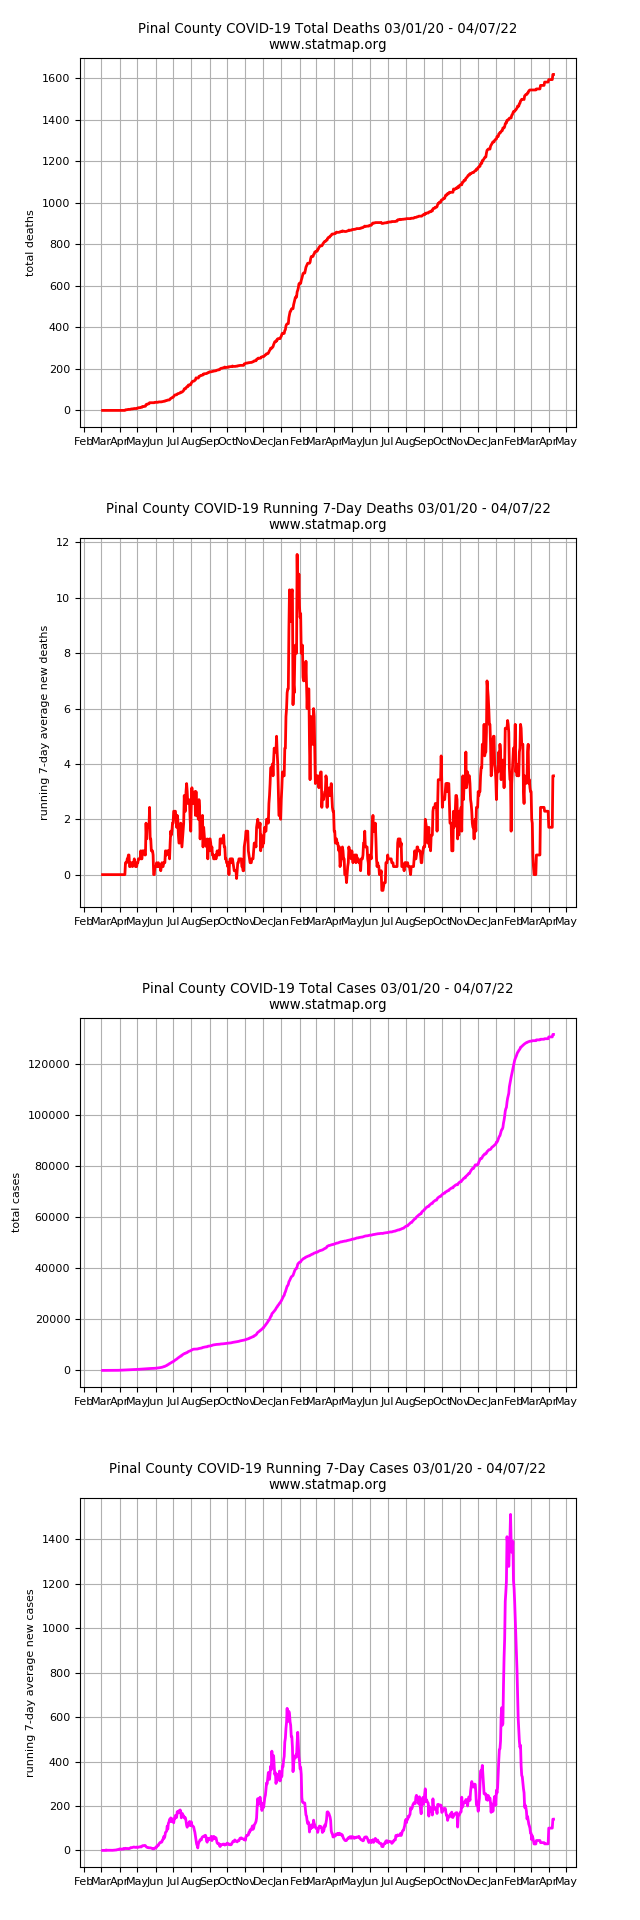 Pinal County COVID-19 Total Deaths 03/01/20 - 04/07/22
www.statmap.org
1600
1400
1200
1000
800
600
400
200
0
total deaths
Feb Mar Apr May Jun Jul Aug Sep Oct Nov Dec Jan Feb Mar Apr May Jun Jul Aug Sep Oct Nov Dec Jan Feb Mar Apr May
Pinal County COVID-19 Running 7-Day Deaths 03/01/20 - 04/07/22
www.statmap.org
12
10
8
6
4
2
0
running 7-day average new deaths
Feb Mar Apr May Jun Jul Aug Sep Oct Nov Dec Jan Feb Mar Apr May Jun Jul Aug Sep Oct Nov Dec Jan Feb Mar Apr May
Pinal County COVID-19 Total Cases 03/01/20 - 04/07/22
www.statmap.org
120000
100000
80000
60000
40000
20000
0
total cases
Feb Mar Apr May Jun Jul Aug Sep Oct Nov Dec Jan Feb Mar Apr May Jun Jul Aug Sep Oct Nov Dec Jan Feb Mar Apr May
Pinal County COVID-19 Running 7-Day Cases 03/01/20 - 04/07/22
www.statmap.org
1400
1200
1000
800
600
400
200
0
running 7-day average new cases
Feb Mar Apr May Jun Jul Aug Sep Oct Nov Dec Jan Feb Mar Apr May Jun Jul Aug Sep Oct Nov Dec Jan Feb Mar Apr May